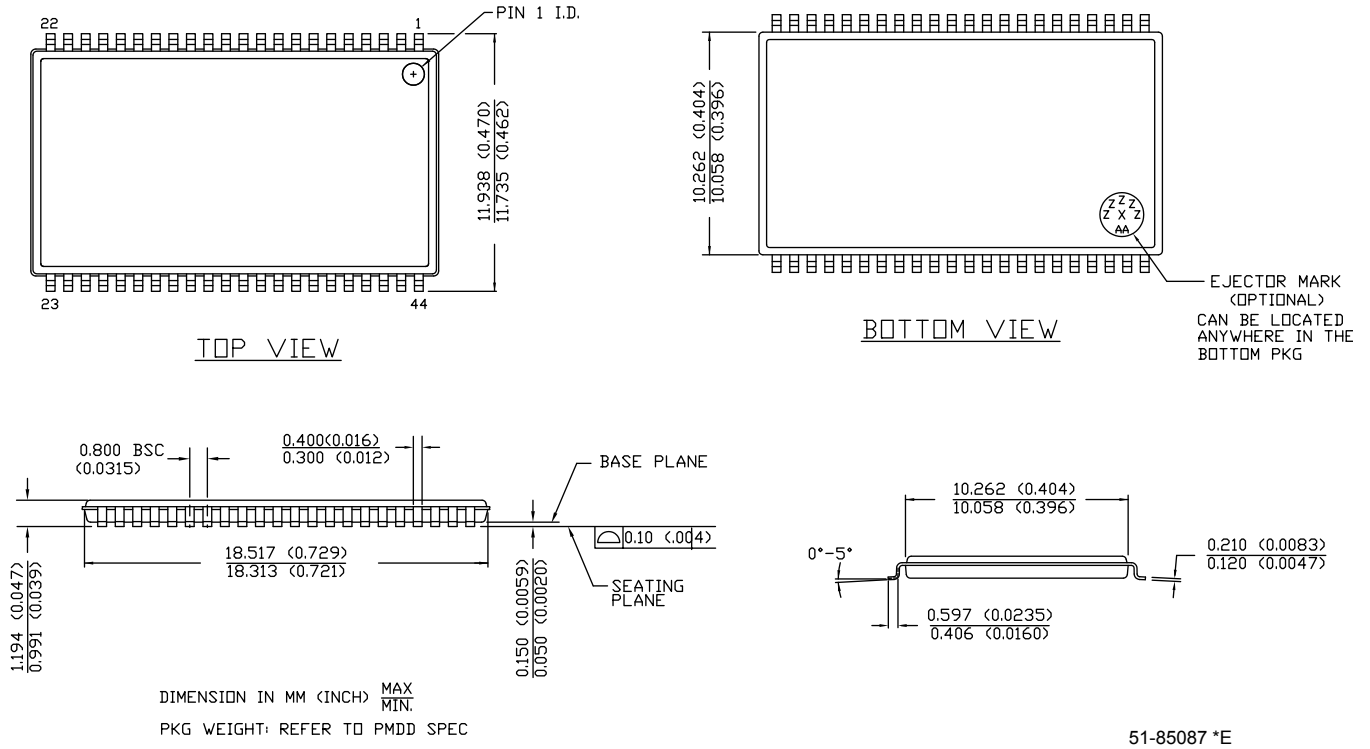 22
1
PIN 1 I.D.
+
11.938 (0.470)
11.735 (0.462)
23
44
TOP VIEW
10.262 (0.404)
10.058 (0.396)
Z Z Z Z Z
X
AA
EJECTOR MARK
(OPTIONAL)
CAN BE LOCATED
ANYWHERE IN THE
BOTTOM PKG
BOTTOM VIEW
0.800 BSC
(0.0315)
0.400(0.016)
0.300 (0.012)
BASE PLANE
0.10 (.004)
18.517 (0.729)
18.313 (0.721)
SEATING
PLANE
1.194 (0.047)
0.991 (0.039)
0.150 (0.0059)
0.050 (0.0020)
10.262 (0.404)
10.058 (0.396)
0°-5°
0.210 (0.0083)
0.120 (0.0047)
0.597 (0.0235)
0.406 (0.0160)
DIMENSION IN MM (INCH) MAX
MIN.
PKG WEIGHT: REFER TO PMDD SPEC
51-85087 *E